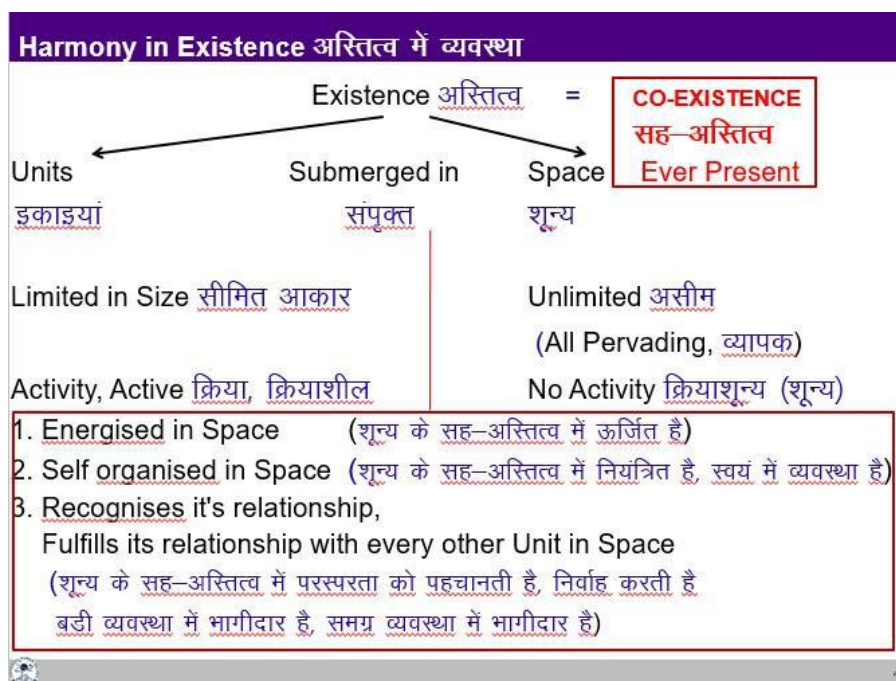 Harmony in Existence अस्तित्व में व्यवस्था
Existence अस्तित्व = CO-EXISTENCE
सह–अस्तित्व
Units Submerged in Space Ever Present
इकाइयां संपृक्त शून्य
Limited in Size सीमित आकार Unlimited असीम
(All Pervading, व्यापक)
Activity, Active क्रिया, क्रियाशील No Activity क्रियाशून्य (शून्य)
1. Energised in Space (शून्य के सह–अस्तित्व में ऊर्जित है)
2. Self organised in Space (शून्य के सह–अस्तित्व में नियंत्रित है, स्वयं में व्यवस्था है)
3. Recognises it's relationship,
Fulfills its relationship with every other Unit in Space
(शून्य के सह–अस्तित्व में परस्परता को पहचानती है, निर्वाह करती है
बडी व्यवस्था में भागीदार है, समग्र व्यवस्था में भागीदार है)